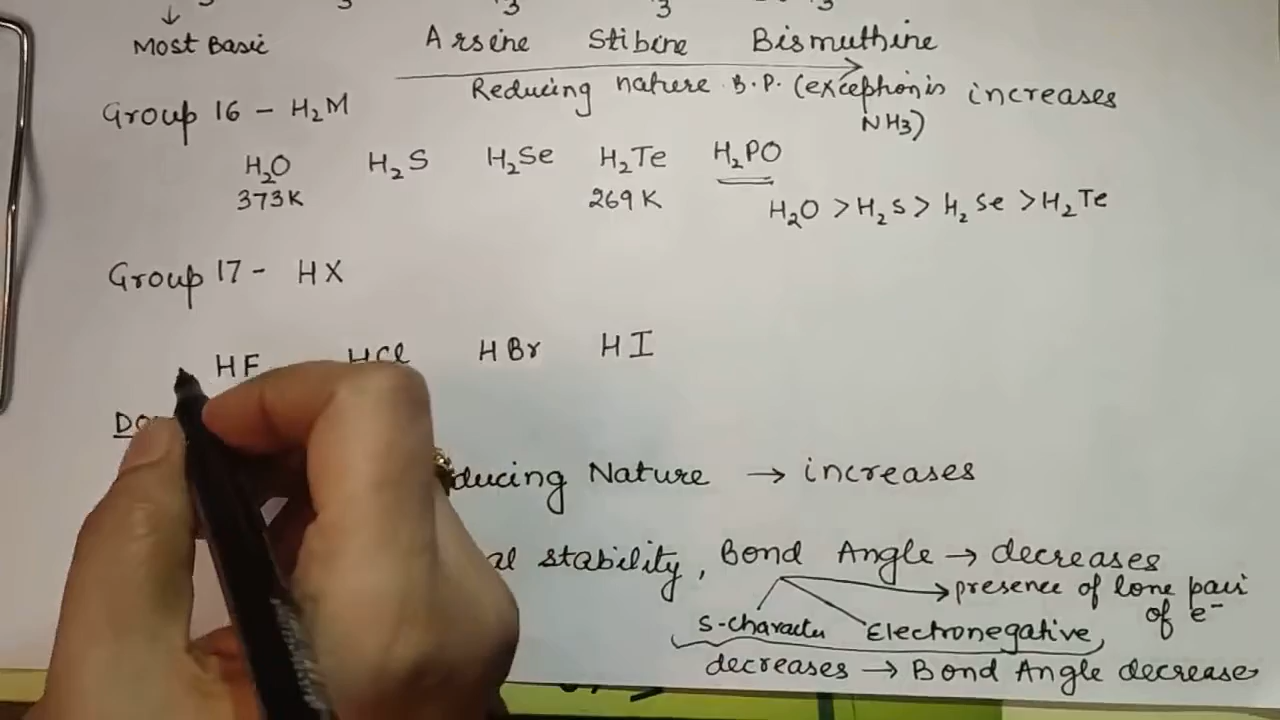 Most Basic
Arsine Stibine Bismuthine
Reducing nature B.P. (exception is increases
NH3)
Group 16 - H2M
H2O H2S H2Se H2Te H2PO
373K 269K
H2O > H2S > H2Se > H2Te
Group 17 - HX
HF HCl HBr HI
ducing Nature → increases
al stability, Bond Angle → decreases
→ presence of lone pair
of e-
s-character Electronegative,
decreases → Bond Angle decrease